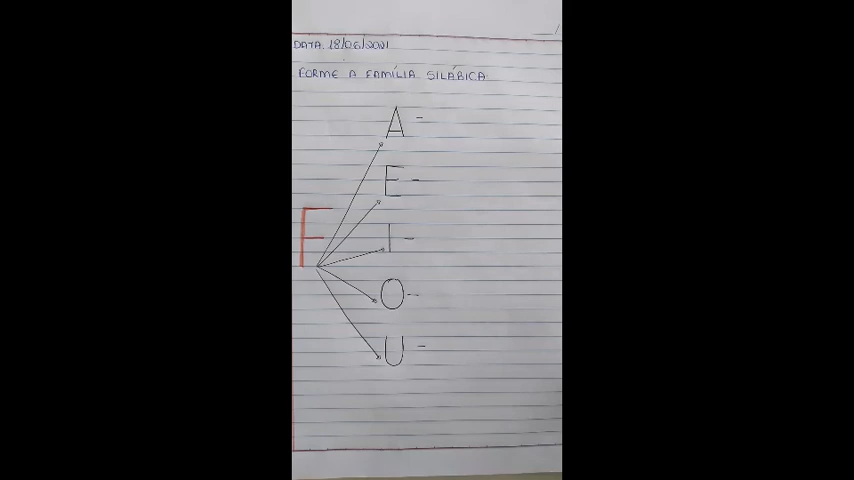 DATA. 18/06/2021
FORME A FAMÍLIA SILÁBICA
A -
E -
F I -
O -
U -